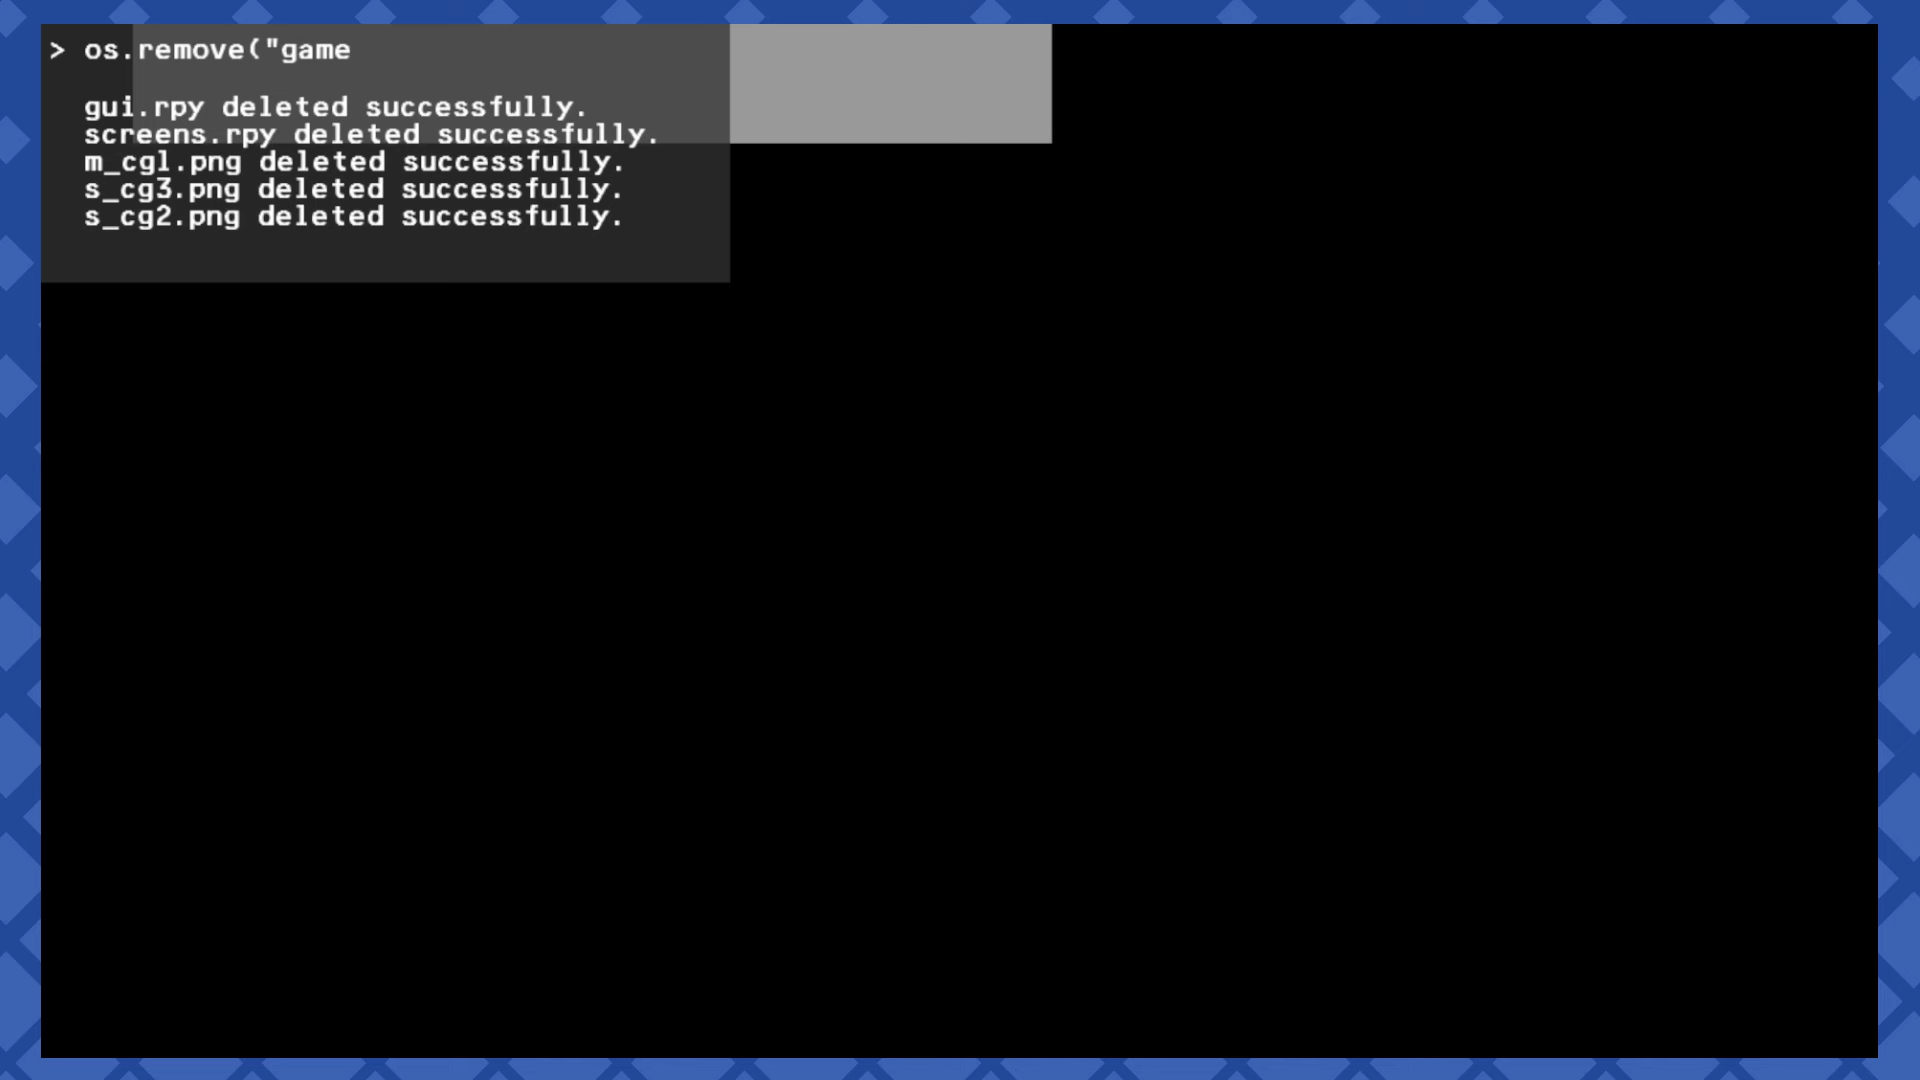 > os.remove("game
gui.rpy deleted successfully.
screens.rpy deleted successfully.
m_cg1.png deleted successfully.
s_cg3.png deleted successfully.
s_cg2.png deleted successfully.